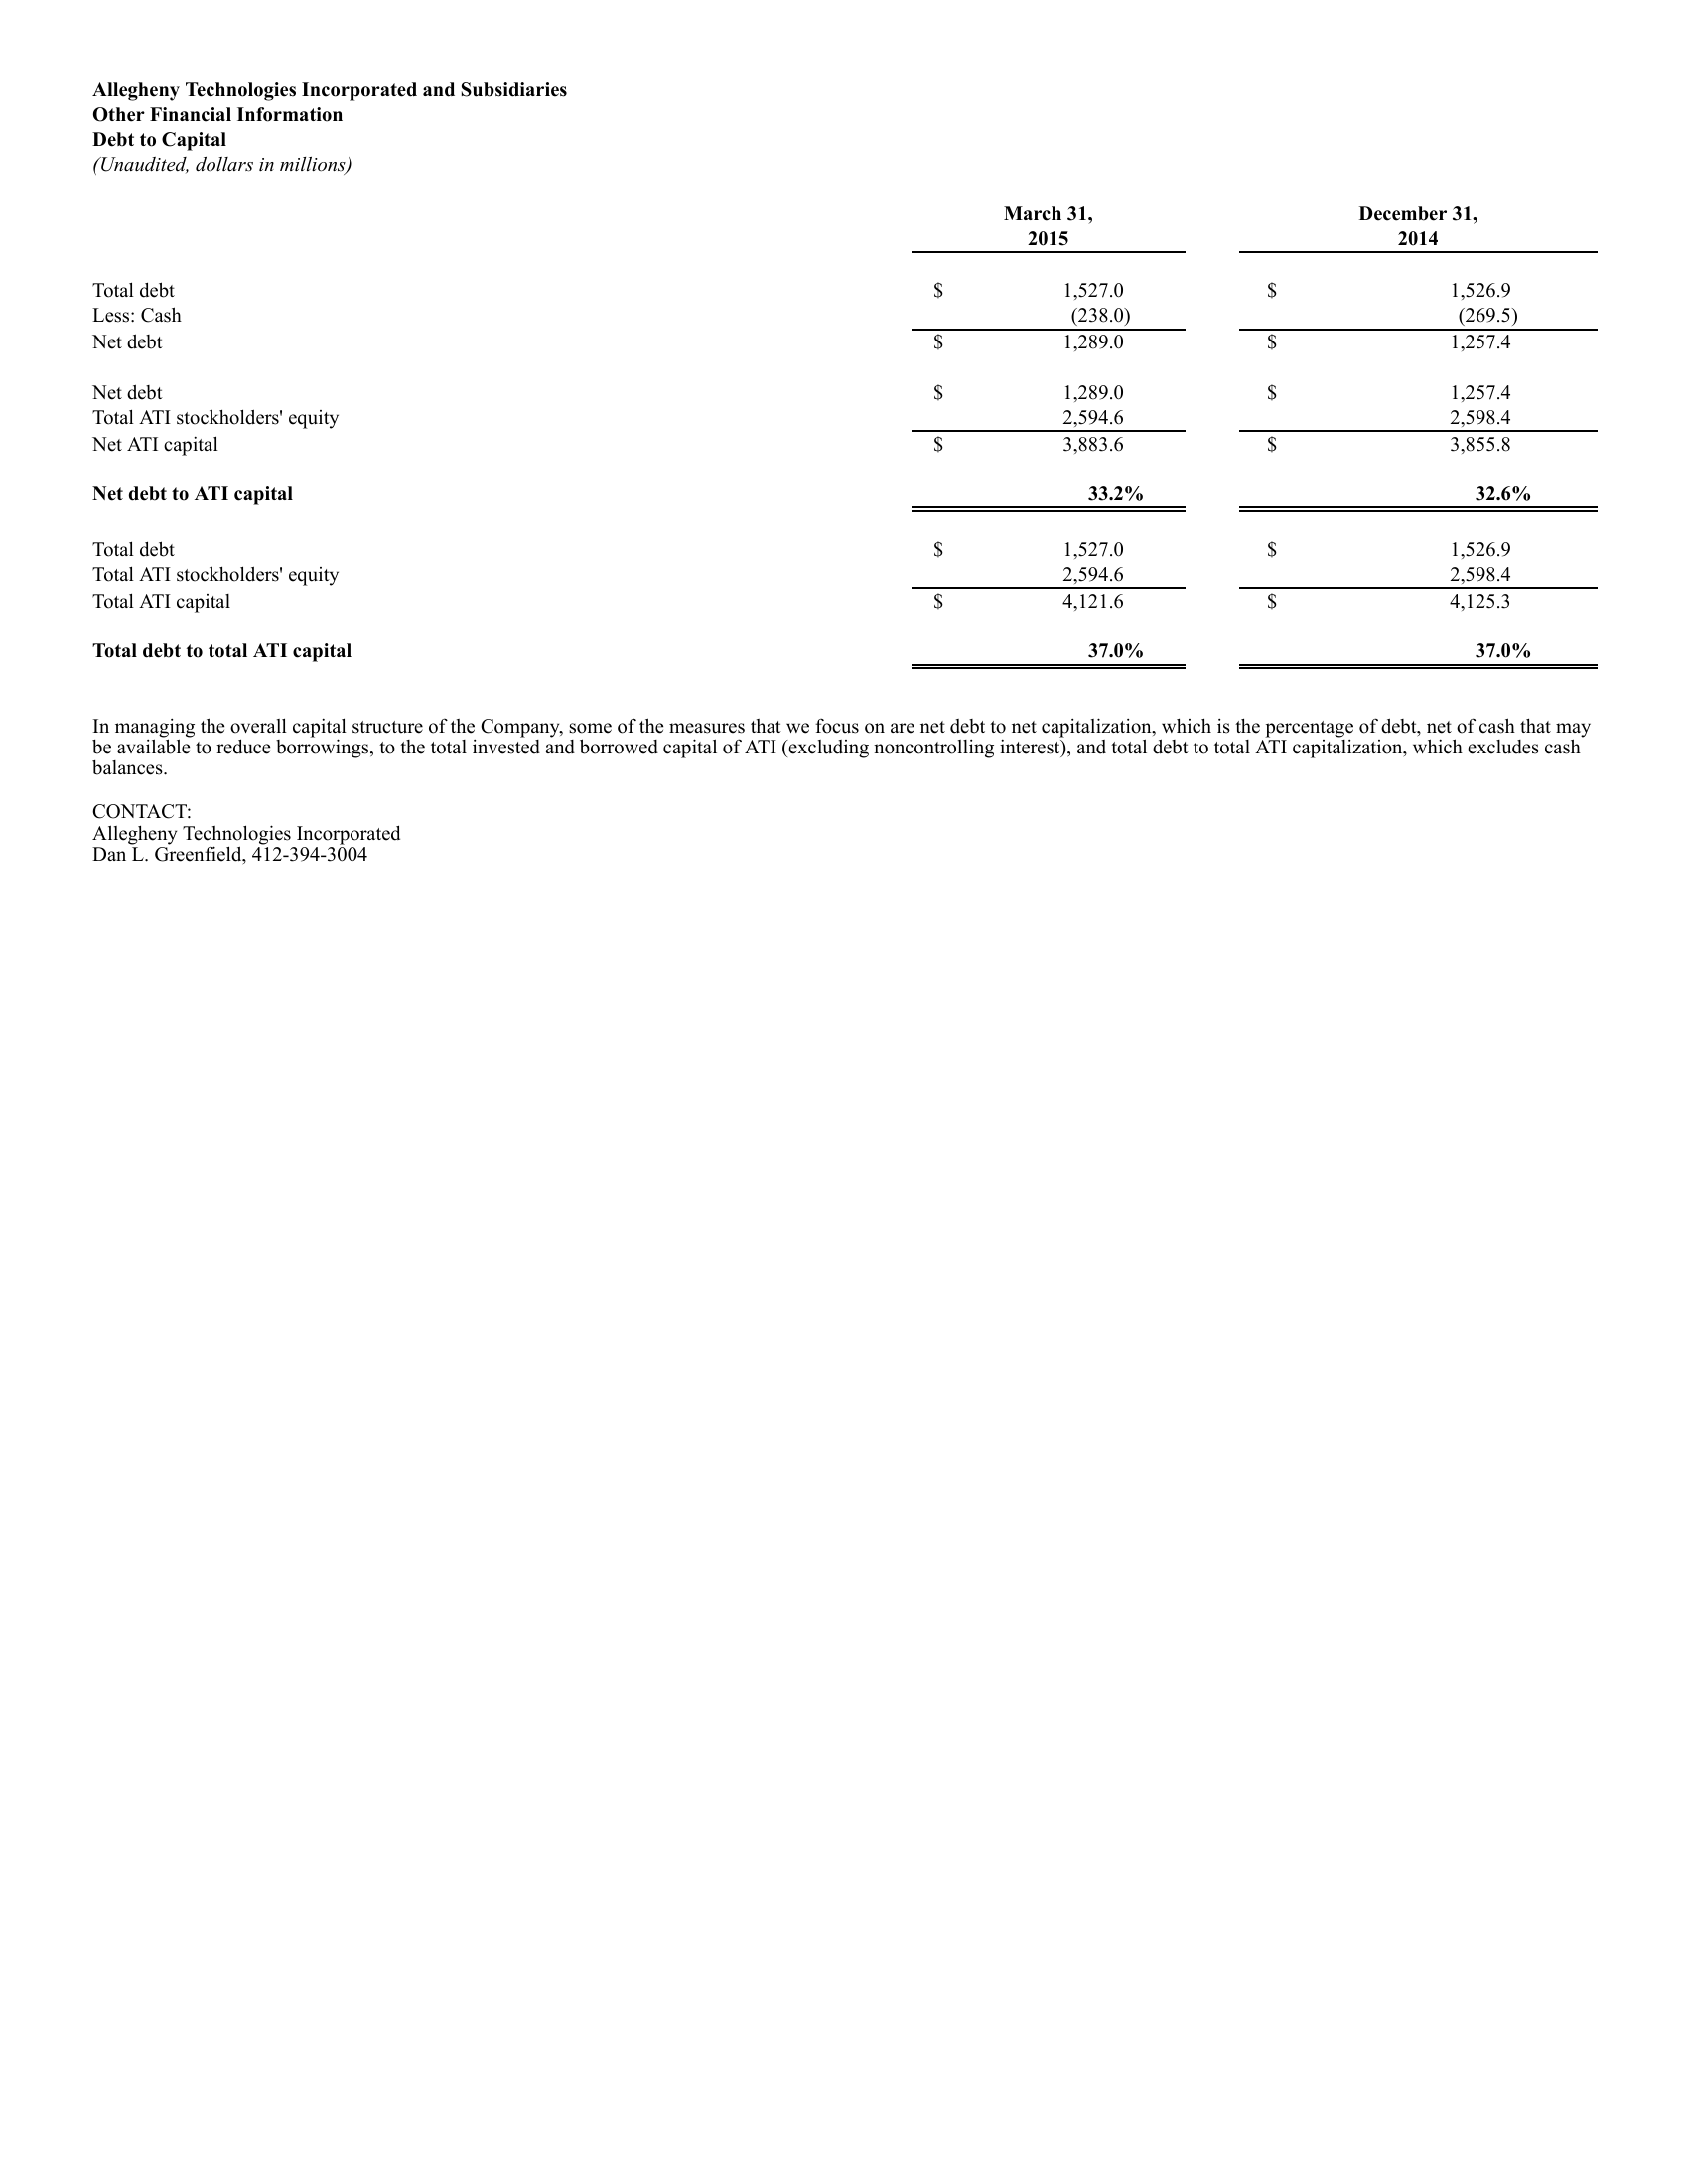 Allegheny Technologies Incorporated and Subsidiaries
Other Financial Information
Debt to Capital
(Unaudited, dollars in millions)
March 31, December 31,
2015 2014
Total debt $ 1,527.0 $ 1,526.9
Less: Cash (238.0) (269.5)
Net debt $ 1,289.0 $ 1,257.4
Net debt $ 1,289.0 $ 1,257.4
Total ATI stockholders' equity 2,594.6 2,598.4
Net ATI capital $ 3,883.6 $ 3,855.8
Net debt to ATI capital 33.2% 32.6%
Total debt $ 1,527.0 $ 1,526.9
Total ATI stockholders' equity 2,594.6 2,598.4
Total ATI capital $ 4,121.6 $ 4,125.3
Total debt to total ATI capital 37.0% 37.0%
In managing the overall capital structure of the Company, some of the measures that we focus on are net debt to net capitalization, which is the percentage of debt, net of cash that may
be available to reduce borrowings, to the total invested and borrowed capital of ATI (excluding noncontrolling interest), and total debt to total ATI capitalization, which excludes cash
balances.
CONTACT:
Allegheny Technologies Incorporated
Dan L. Greenfield, 412-394-3004